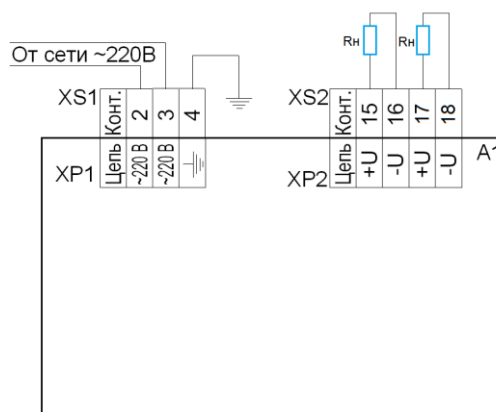 Rн Rн
От сети ~220В
XS1 Конт. 2 3 4
XS2 Конт. 15 16 17 18
XP1 Цепь ~220 В ~220 В
XP2 Цепь +U -U +U -U
A1